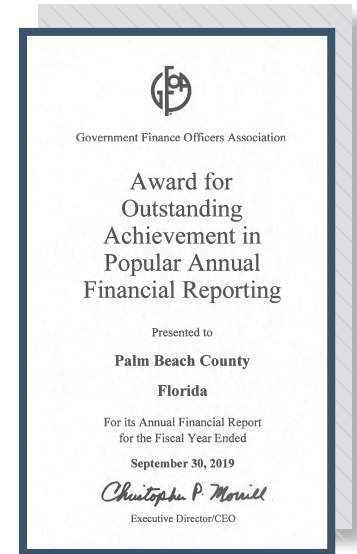 GFOA
Government Finance Officers Association
Award for
Outstanding
Achievement in
Popular Annual
Financial Reporting
Presented to
Palm Beach County
Florida
For its Annual Financial Report
for the Fiscal Year Ended
September 30, 2019
Christopher P. Morrill
Executive Director/CEO